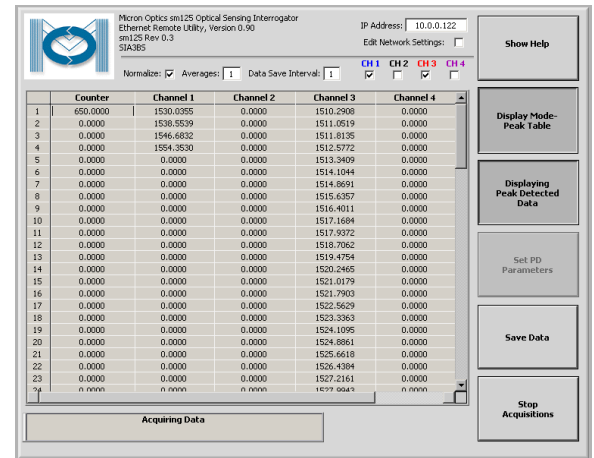 Micron Optics sm125 Optical Sensing Interrogator
Ethernet Remote Utility, Version 0.90
sm125 Rev 0.3
SIA3BS
IP Address: 10.0.0.122
Edit Network Settings:
Normalize: Averages: 1 Data Save Interval: 1
CH 1 CH 2 CH 3 CH 4
Show Help
Counter Channel 1 Channel 2 Channel 3 Channel 4
1 650.0000 1530.0355 0.0000 1510.2908 0.0000
2 0.0000 1538.5539 0.0000 1511.0519 0.0000
3 0.0000 1546.6832 0.0000 1511.8135 0.0000
4 0.0000 1554.3530 0.0000 1512.5772 0.0000
5 0.0000 0.0000 0.0000 1513.3409 0.0000
6 0.0000 0.0000 0.0000 1514.1044 0.0000
7 0.0000 0.0000 0.0000 1514.8691 0.0000
8 0.0000 0.0000 0.0000 1515.6357 0.0000
9 0.0000 0.0000 0.0000 1516.4011 0.0000
10 0.0000 0.0000 0.0000 1517.1684 0.0000
11 0.0000 0.0000 0.0000 1517.9372 0.0000
12 0.0000 0.0000 0.0000 1518.7062 0.0000
13 0.0000 0.0000 0.0000 1519.4754 0.0000
14 0.0000 0.0000 0.0000 1520.2465 0.0000
15 0.0000 0.0000 0.0000 1521.0179 0.0000
16 0.0000 0.0000 0.0000 1521.7903 0.0000
17 0.0000 0.0000 0.0000 1522.5629 0.0000
18 0.0000 0.0000 0.0000 1523.3363 0.0000
19 0.0000 0.0000 0.0000 1524.1095 0.0000
20 0.0000 0.0000 0.0000 1524.8861 0.0000
21 0.0000 0.0000 0.0000 1525.6618 0.0000
22 0.0000 0.0000 0.0000 1526.4384 0.0000
23 0.0000 0.0000 0.0000 1527.2161 0.0000
24 0.0000 0.0000 0.0000 1527.9943 0.0000
Display Mode-
Peak Table
Displaying
Peak Detected
Data
Set PD
Parameters
Save Data
Stop
Acquisitions
Acquiring Data